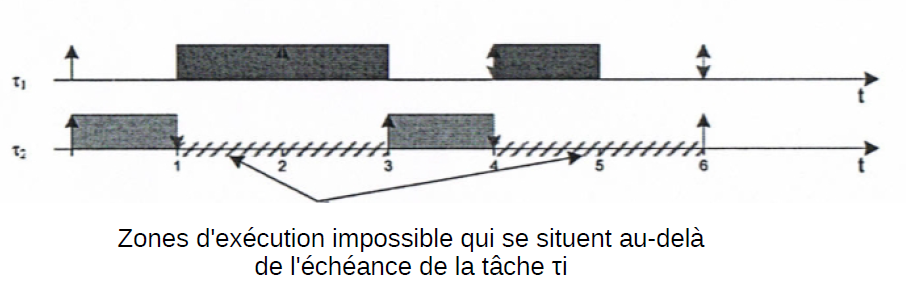 τ1
t
τ2
1 2 3 4 5 6 t
Zones d'exécution impossible qui se situent au-delà
de l'échéance de la tâche τi